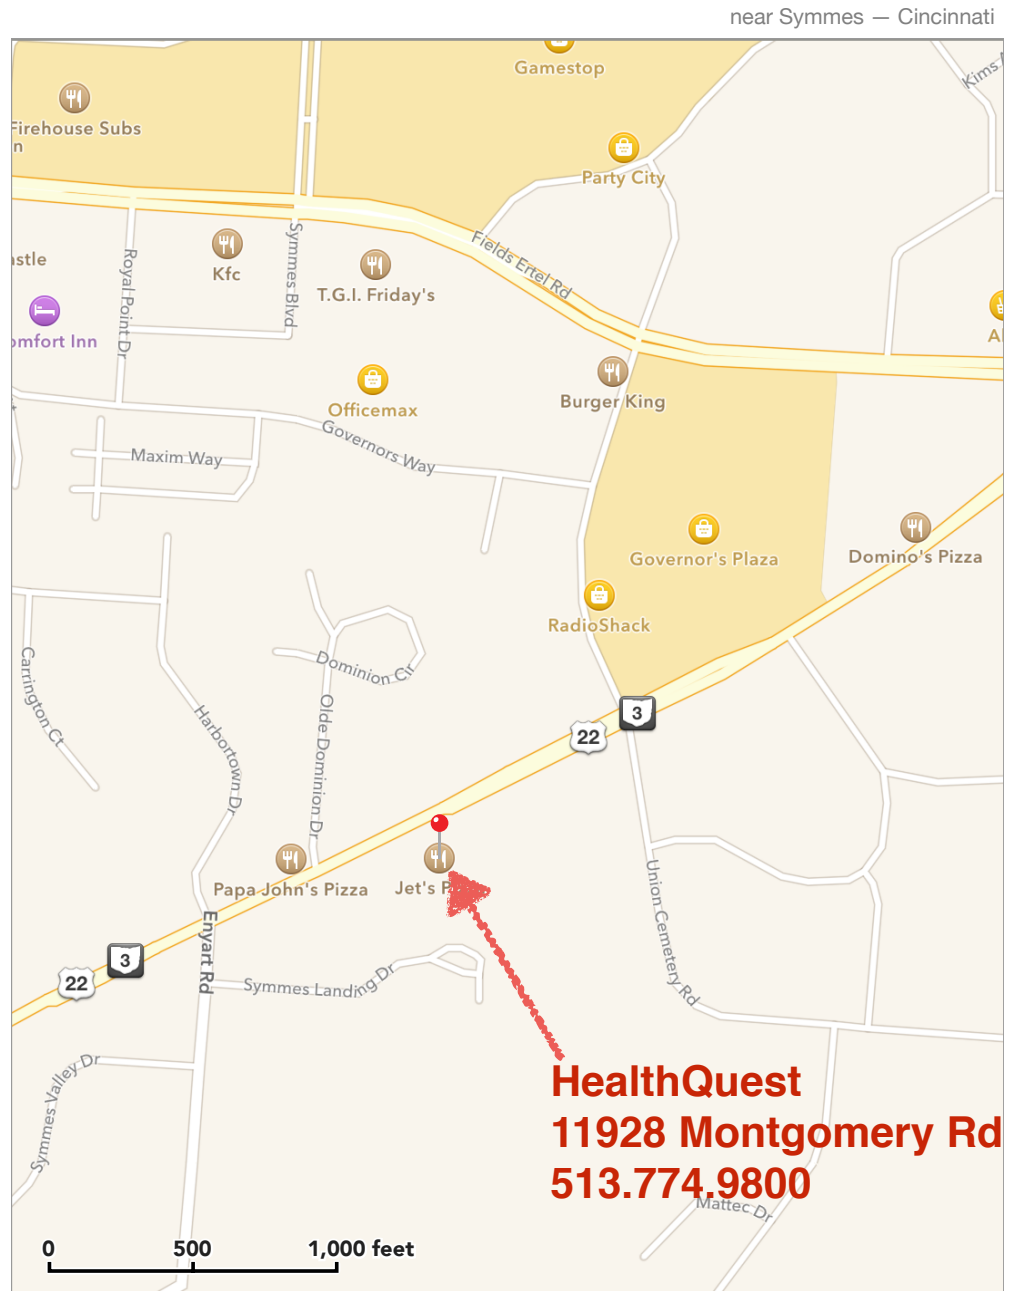 near Symmes — Cincinnati
Gamestop
Kims
Firehouse Subs
n
Party City
Fields Ertel Rd
Symmes Blvd
Royal Point Dr
Kfc
astle
T.G.I. Friday's
omfort Inn
Al
Burger King
Officemax
Governors Way
Maxim Way
Governor's Plaza
Domino's Pizza
RadioShack
Carrington Ct
Dominion Cir
Olde Dominion Dr
Harbortown Dr
3
22
Papa John's Pizza
Jet's P
Union Cemetery Rd
Enyart Rd
3
22
Symmes Landing Dr
Symmes Valley Dr
HealthQuest
11928 Montgomery Rd
513.774.9800
Mattec Dr
0 500 1,000 feet